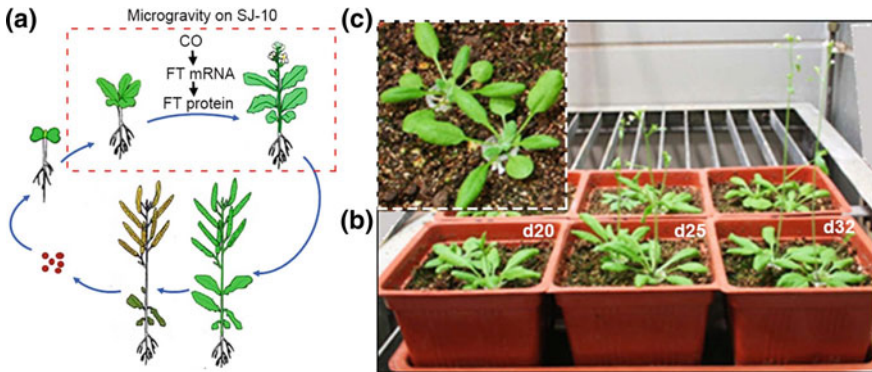 (a)
Microgravity on SJ-10
CO
FT mRNA
FT protein
(c)
(b)
d20
d25
d32